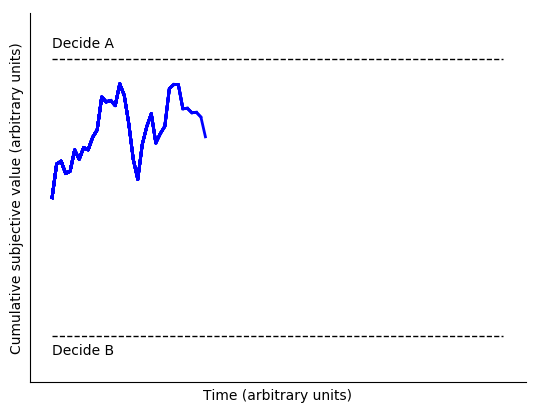 Decide A
Cumulative subjective value (arbitrary units)
Decide B
Time (arbitrary units)